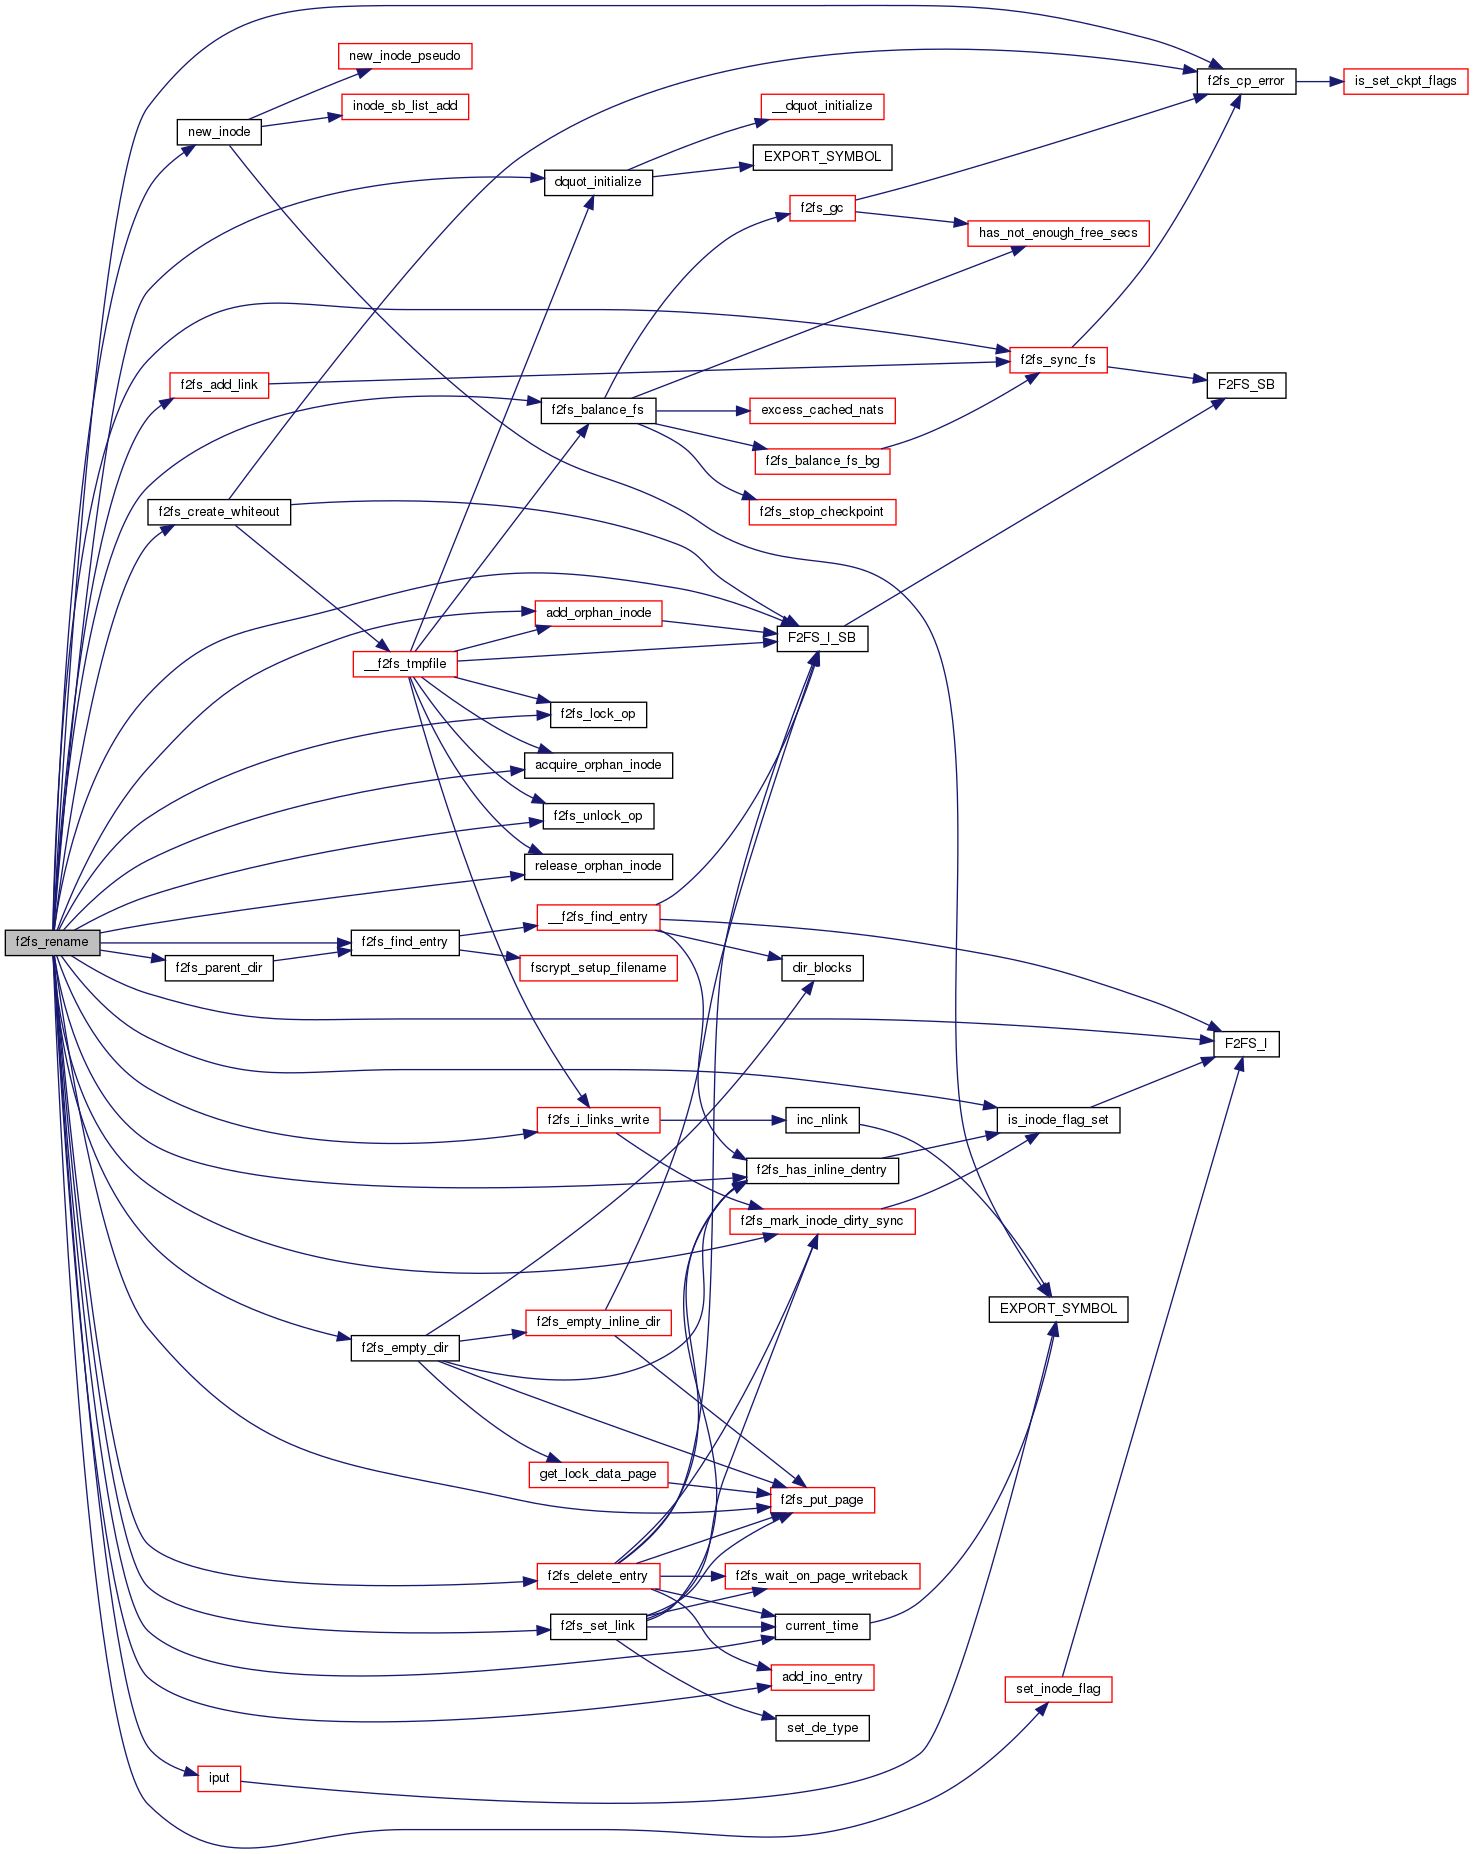 new_inode_pseudo
f2fs_cp_error
is_set_ckpt_flags
inode_sb_list_add
__dquot_initialize
new_inode
EXPORT_SYMBOL
dquot_initialize
f2fs_gc
has_not_enough_free_secs
f2fs_sync_fs
f2fs_add_link
F2FS_SB
f2fs_balance_fs
excess_cached_nats
f2fs_balance_fs_bg
f2fs_create_whiteout
f2fs_stop_checkpoint
add_orphan_inode
F2FS_I_SB
__f2fs_tmpfile
f2fs_lock_op
acquire_orphan_inode
f2fs_unlock_op
release_orphan_inode
__f2fs_find_entry
f2fs_rename
f2fs_find_entry
f2fs_parent_dir
fscrypt_setup_filename
dir_blocks
F2FS_I
f2fs_i_links_write
inc_nlink
is_inode_flag_set
f2fs_has_inline_dentry
f2fs_mark_inode_dirty_sync
EXPORT_SYMBOL
f2fs_empty_inline_dir
f2fs_empty_dir
get_lock_data_page
f2fs_put_page
f2fs_delete_entry
f2fs_wait_on_page_writeback
f2fs_set_link
current_time
add_ino_entry
set_inode_flag
set_de_type
iput